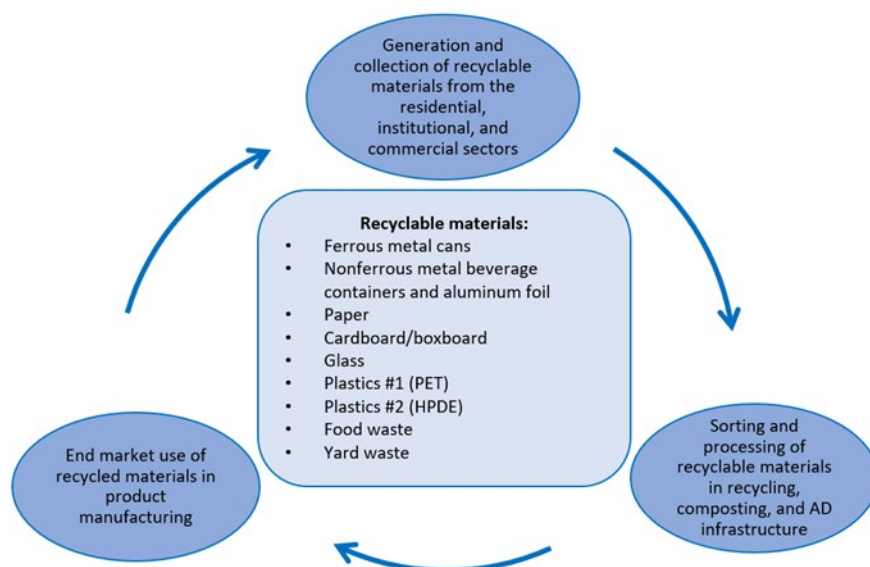 Generation and
collection of recyclable
materials from the
residential,
institutional, and
commercial sectors
Recyclable materials:
• Ferrous metal cans
• Nonferrous metal beverage
containers and aluminum foil
• Paper
• Cardboard/boxboard
• Glass
• Plastics #1 (PET)
• Plastics #2 (HPDE)
• Food waste
• Yard waste
End market use of
recycled materials in
product
manufacturing
Sorting and
processing of
recyclable materials
in recycling,
composting, and AD
infrastructure